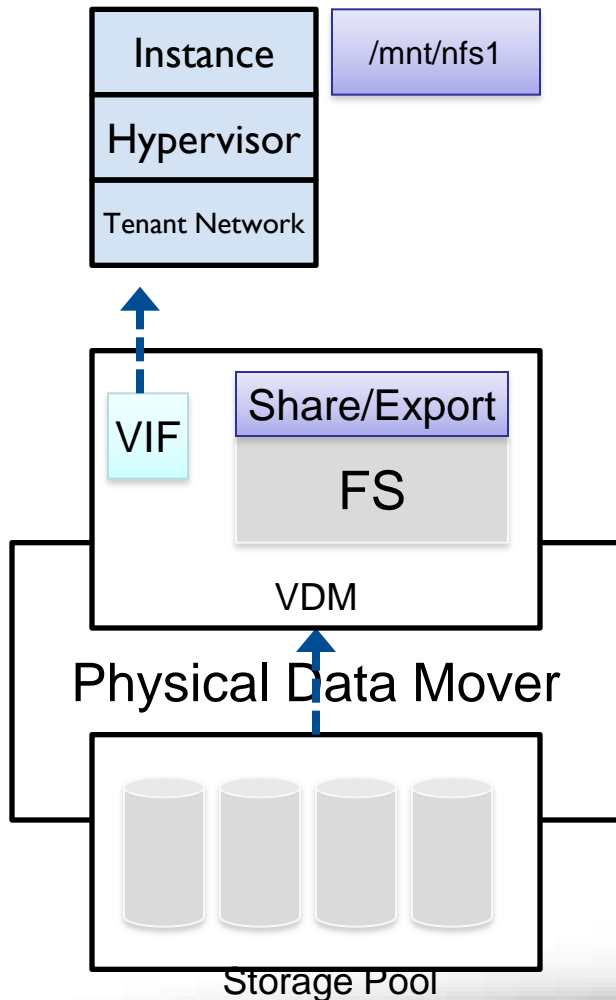 Instance
/mnt/nfs1
Hypervisor
Tenant Network
Share/Export
VIF
FS
VDM
Physical Data Mover
Storage Pool